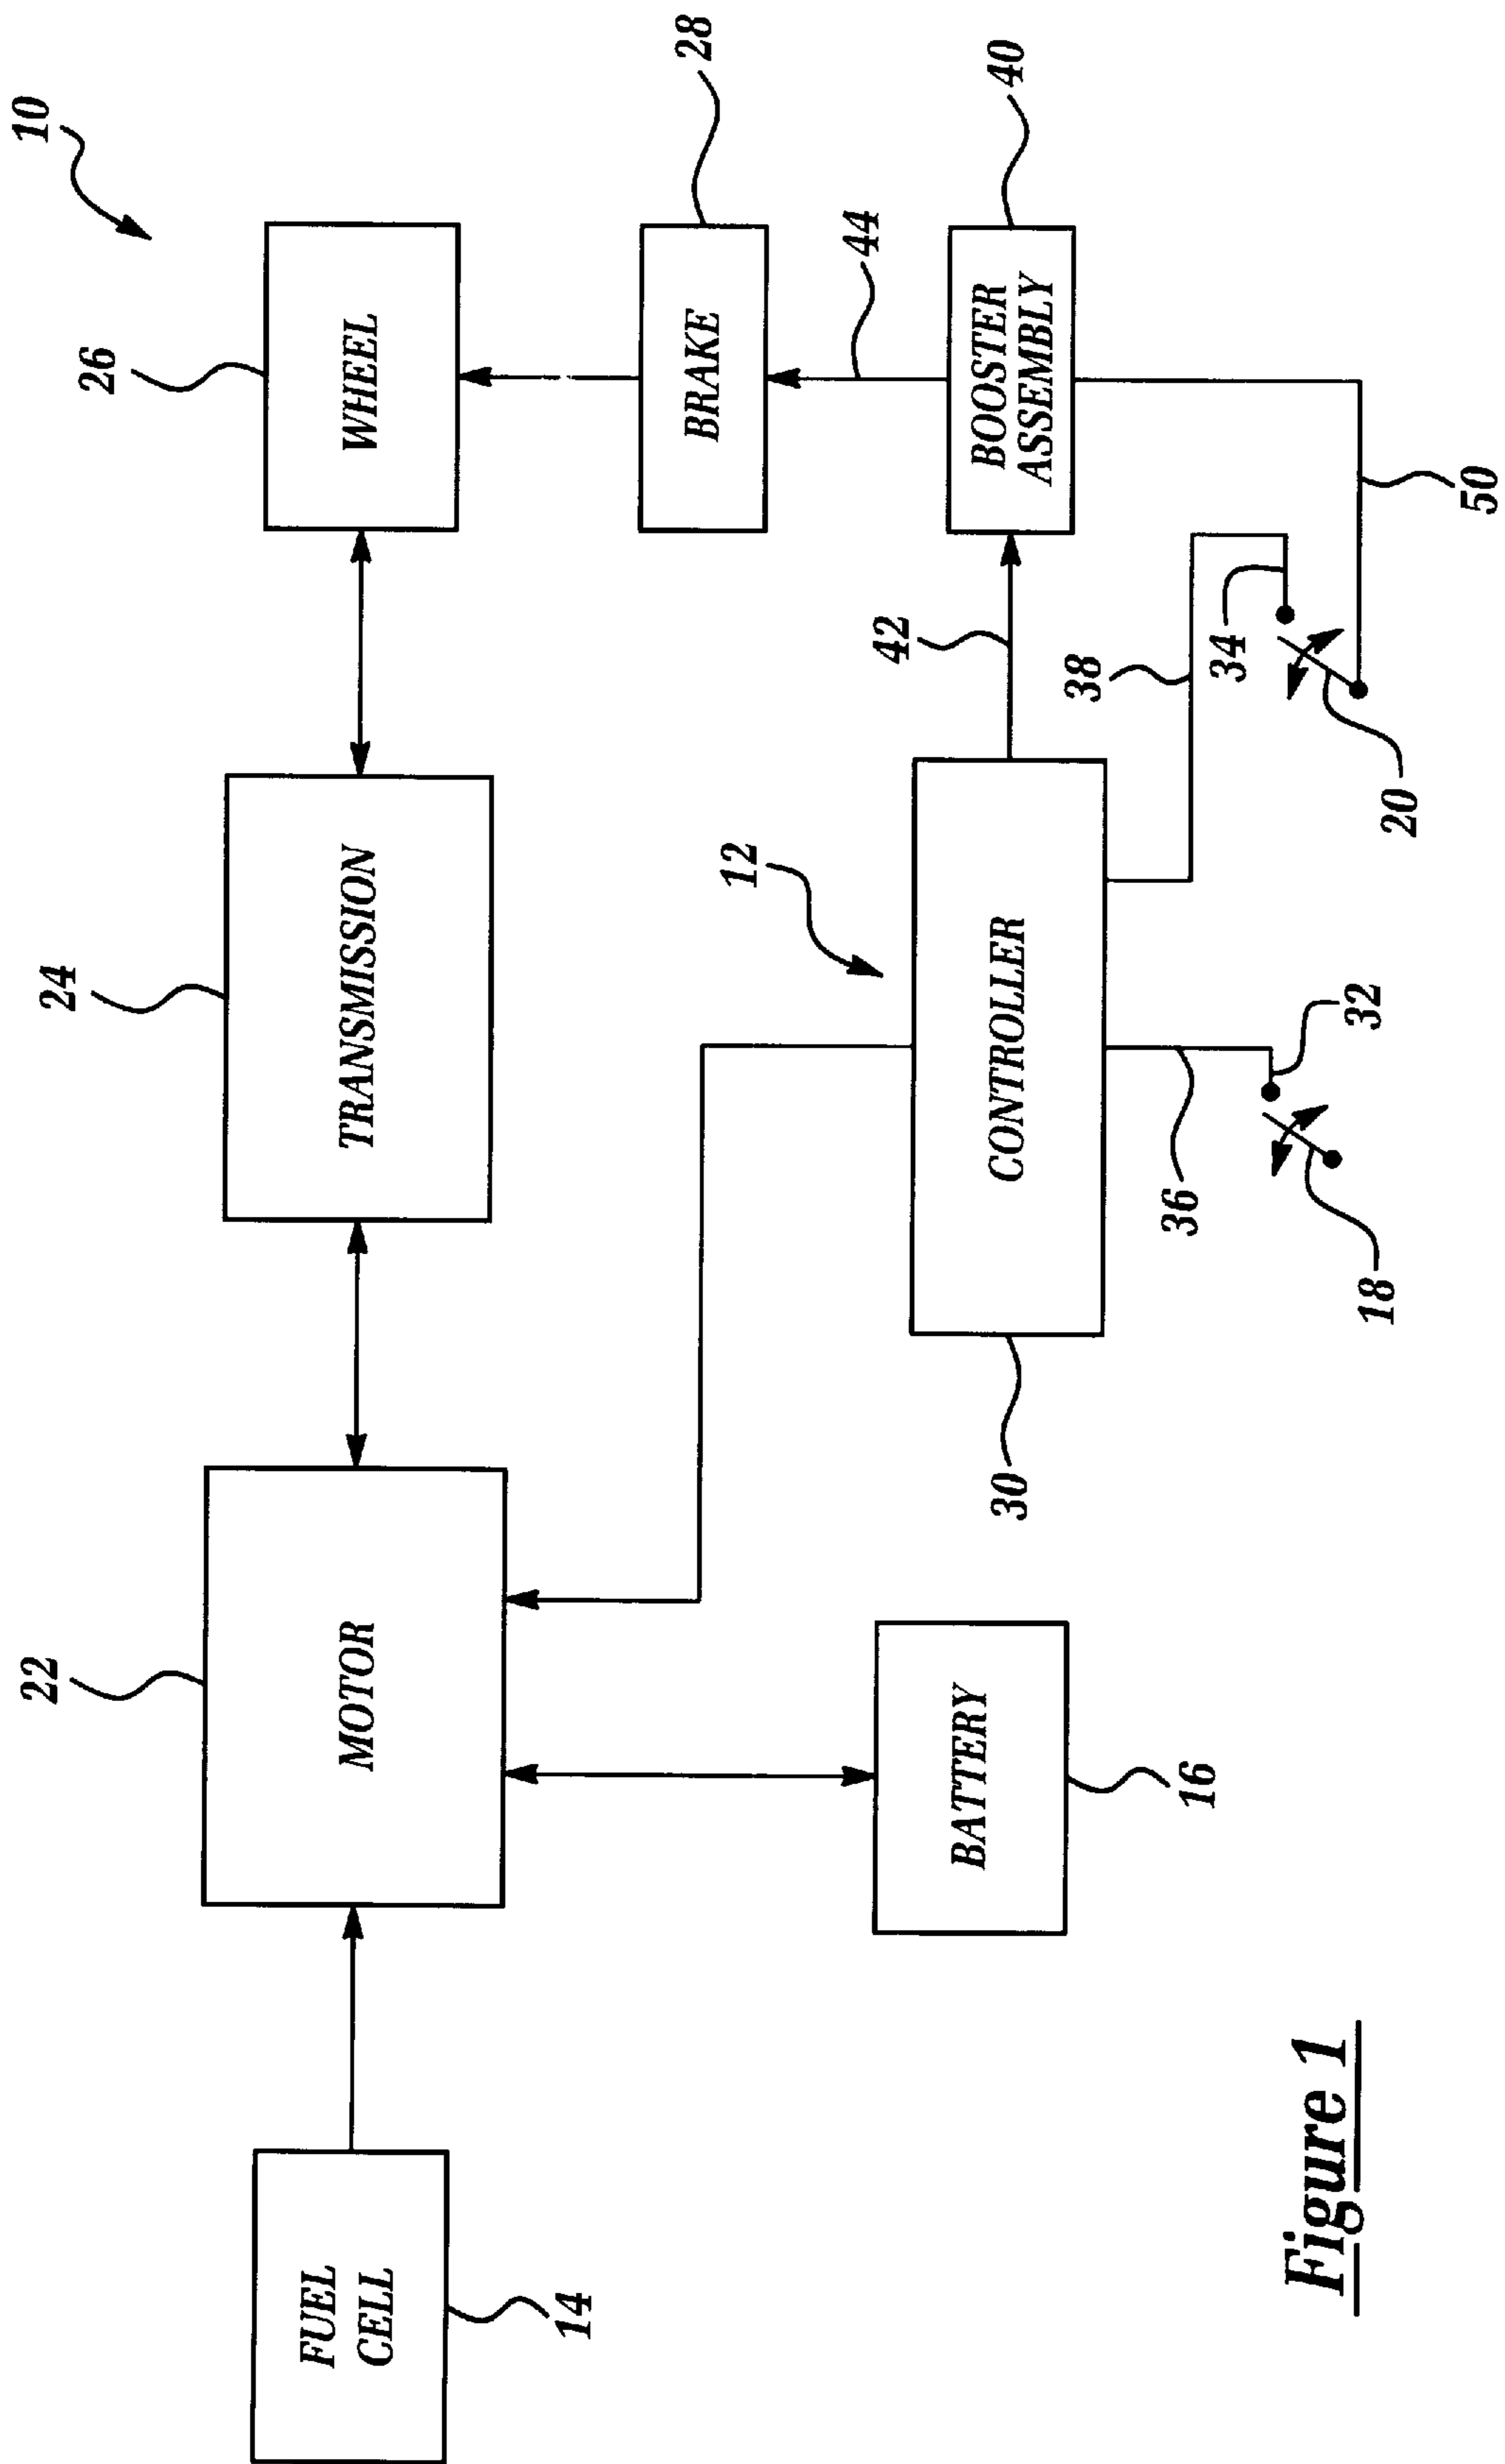 10
22
24
26
FUEL
CELL
MOTOR
TRANSMISSION
WHEEL
14
28
BRAKE
12
44
42
BATTERY
CONTROLLER
BOOSTER
ASSEMBLY
40
30
38
16
36
34
32
18
20
50
Figure 1